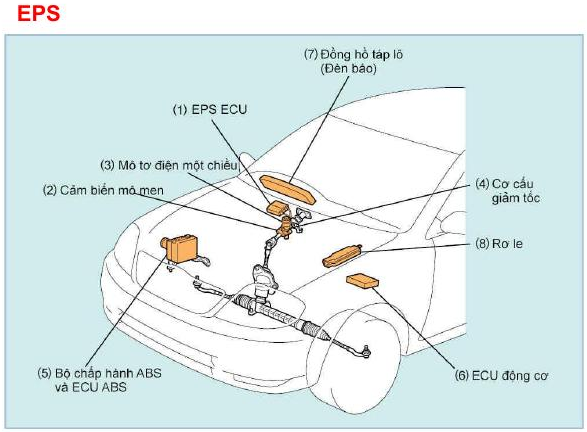 EPS
(7) Đồng hồ táp lô
(Đèn báo)
(1) EPS ECU
(3) Mô tơ điện một chiều
(2) Cảm biến mô men
(4) Cơ cấu
giảm tốc
(8) Rơ le
(5) Bộ chấp hành ABS
và ECU ABS
(6) ECU động cơ